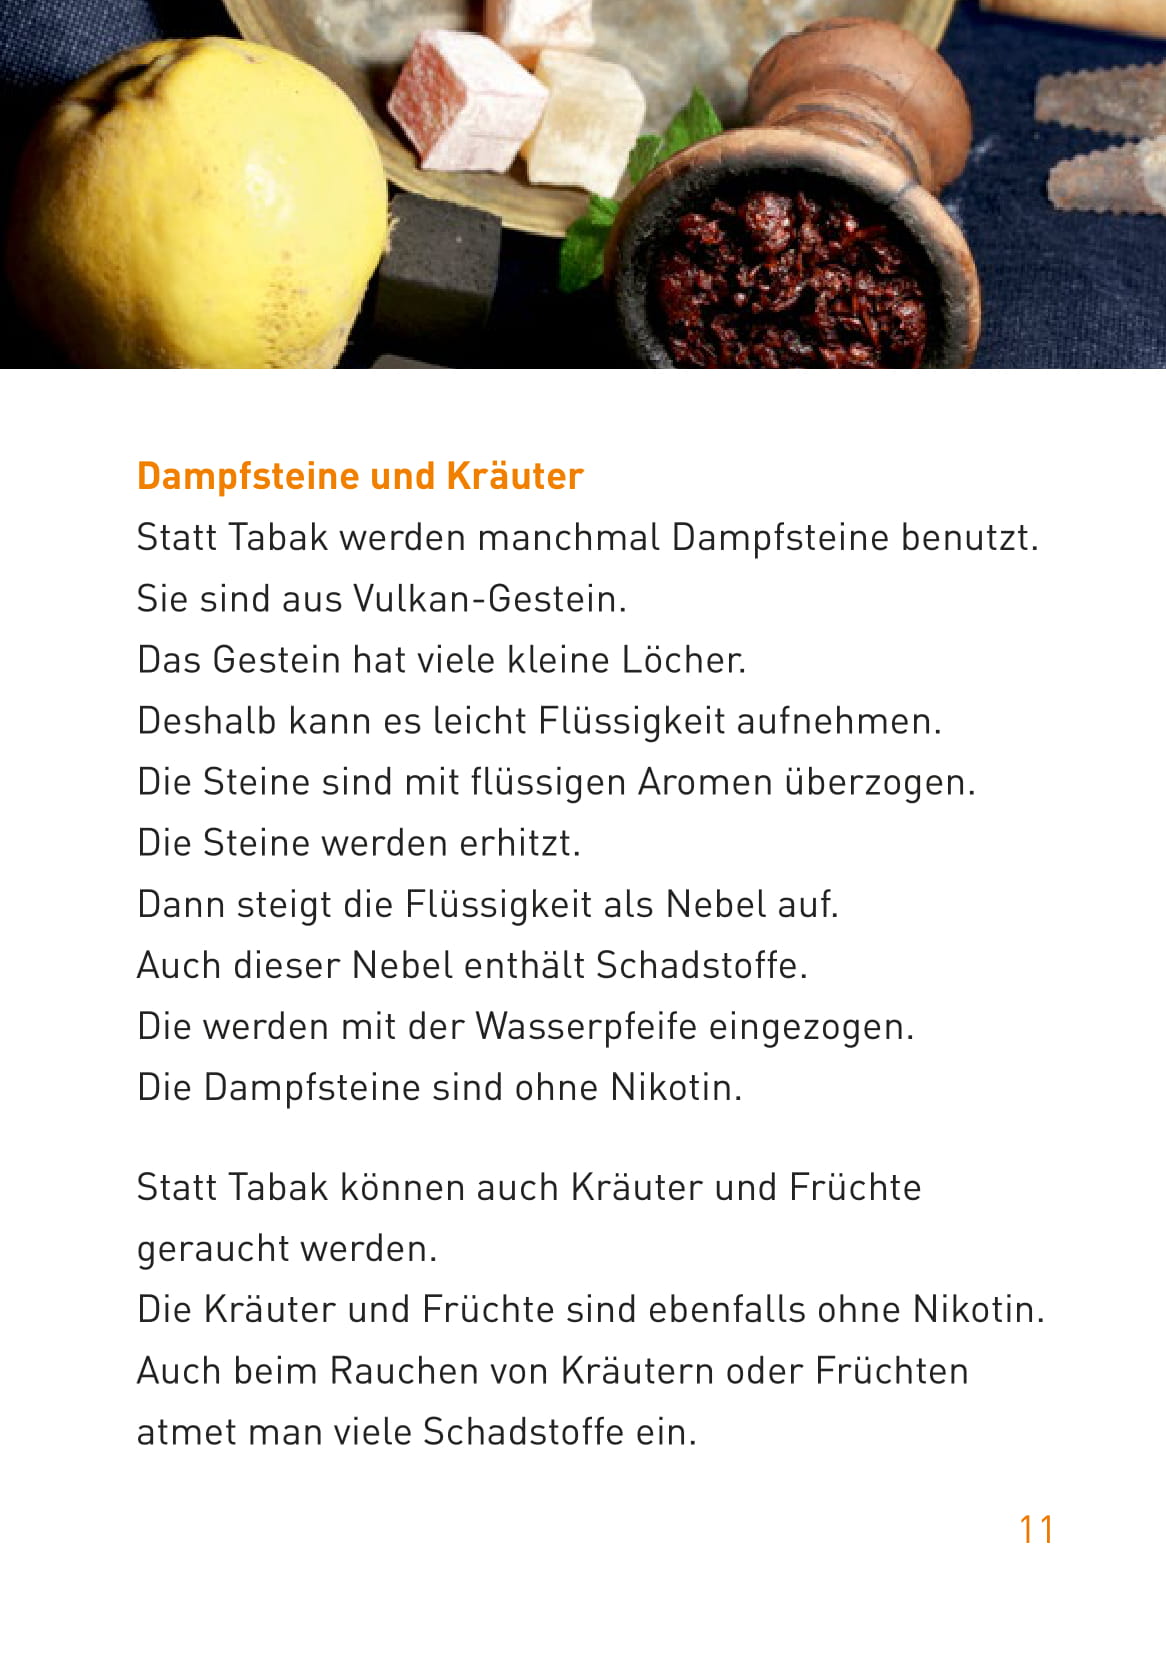 Dampfsteine und Kräuter
Statt Tabak werden manchmal Dampfsteine benutzt.
Sie sind aus Vulkan-Gestein.
Das Gestein hat viele kleine Löcher.
Deshalb kann es leicht Flüssigkeit aufnehmen.
Die Steine sind mit flüssigen Aromen überzogen.
Die Steine werden erhitzt.
Dann steigt die Flüssigkeit als Nebel auf.
Auch dieser Nebel enthält Schadstoffe.
Die werden mit der Wasserpfeife eingezogen.
Die Dampfsteine sind ohne Nikotin.
Statt Tabak können auch Kräuter und Früchte
geraucht werden.
Die Kräuter und Früchte sind ebenfalls ohne Nikotin.
Auch beim Rauchen von Kräutern oder Früchten
atmet man viele Schadstoffe ein.
11